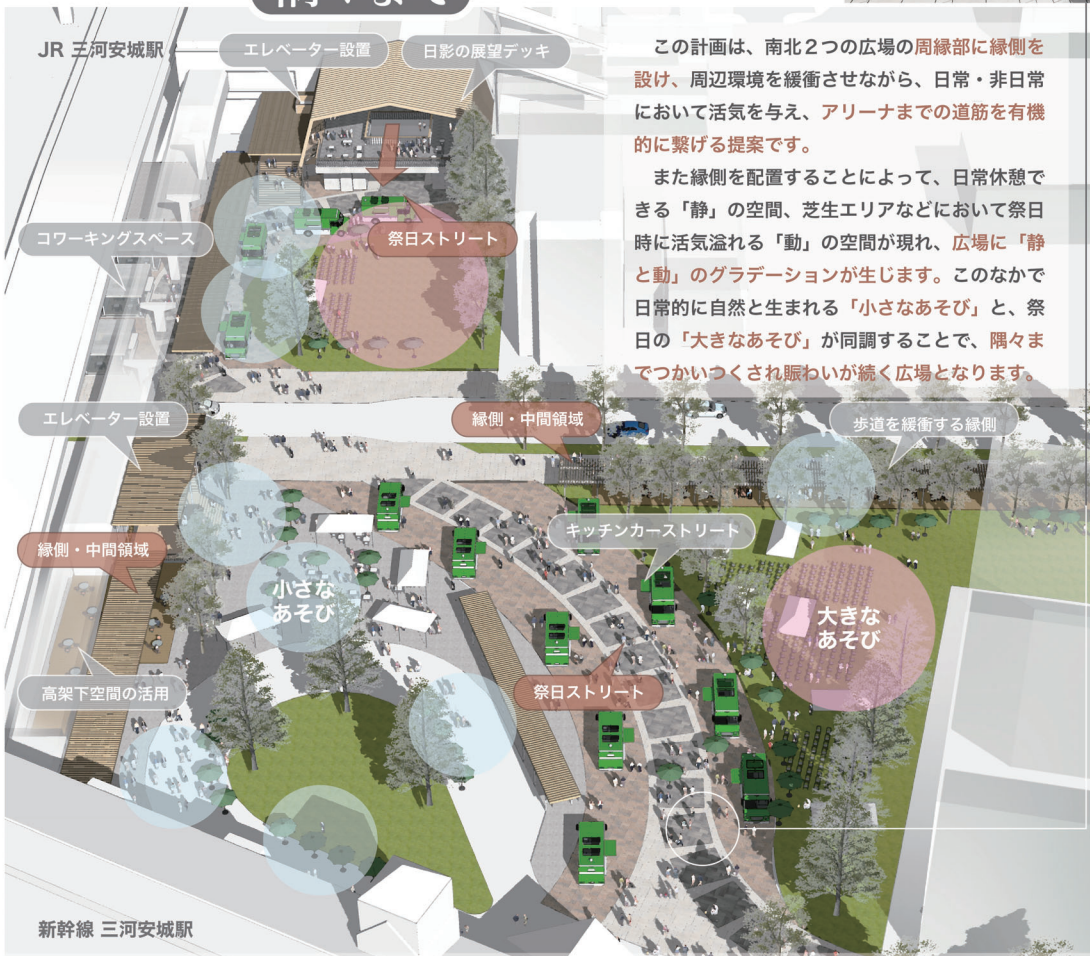 JR 三河安城駅
エレベーター設置
日影の展望デッキ
この計画は、南北２つの広場の周縁部に縁側を
設け、周辺環境を緩衝させながら、日常・非日常
において活気を与え、アリーナまでの道筋を有機
的に繋げる提案です。
また縁側を配置することによって、日常休憩で
きる「静」の空間、芝生エリアなどにおいて祭日
時に活気溢れる「動」の空間が現れ、広場に「静
と動」のグラデーションが生じます。このなかで
日常的に自然と生まれる「小さなあそび」と、祭
日の「大きなあそび」が同調することで、隅々ま
でつかいつくされ賑わいが続く広場となります。
コワーキングスペース
祭日ストリート
エレベーター設置
縁側・中間領域
歩道を緩衝する縁側
キッチンカーストリート
縁側・中間領域
小さな
あそび
大きな
あそび
高架下空間の活用
祭日ストリート
新幹線 三河安城駅